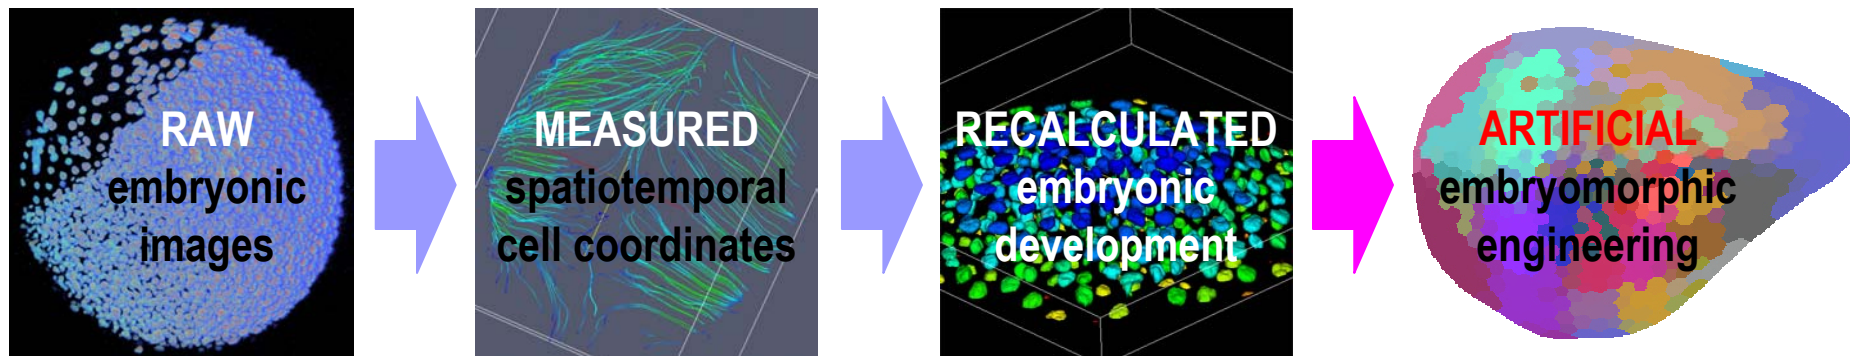 RAW
embryonic
images
MEASURED
spatiotemporal
cell coordinates
RECALCULATED
embryonic
development
ARTIFICIAL
embryomorphic
engineering